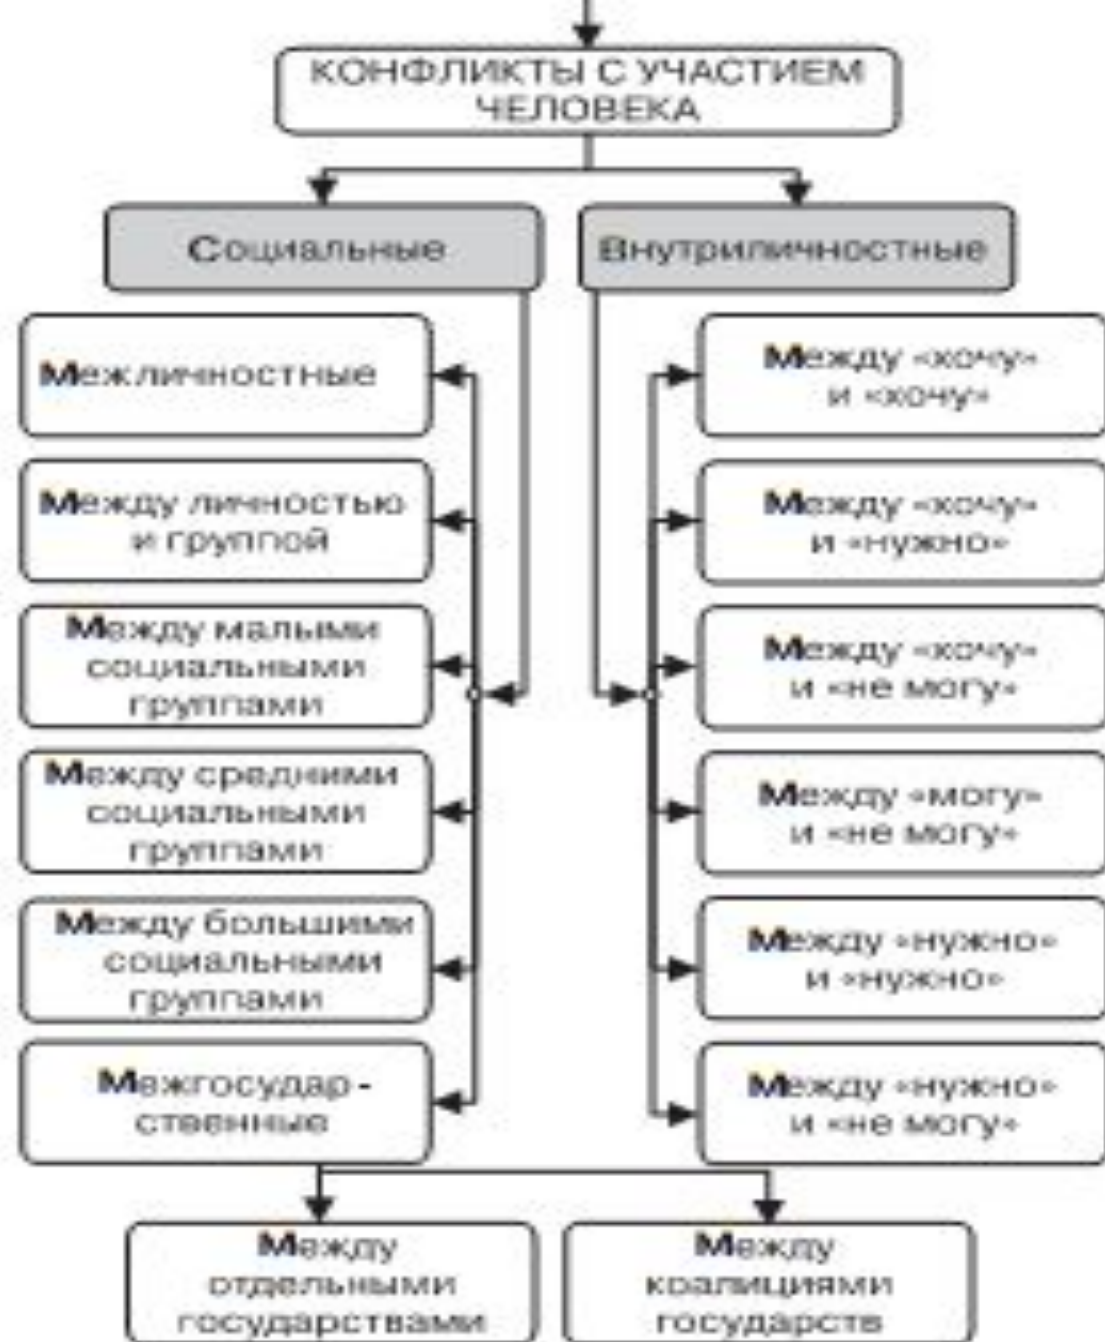 КОНФЛИКТЫ С УЧАСТИЕМ
ЧЕЛОВЕКА
Социальные
Внутриличностные
Межличностные
Между личностью
и группой
Между малыми
социальными
группами
Между средними
социальными
группами
Между большими
социальными
группами
Межгосудар-
ственные
Между «хочу»
и «хочу»
Между «хочу»
и «нужно»
Между «хочу»
и «не могу»
Между «могу»
и «не могу»
Между «нужно»
и «нужно»
Между «нужно»
и «не могу»
Между
отдельными
государствами
Между
коалициями
государств